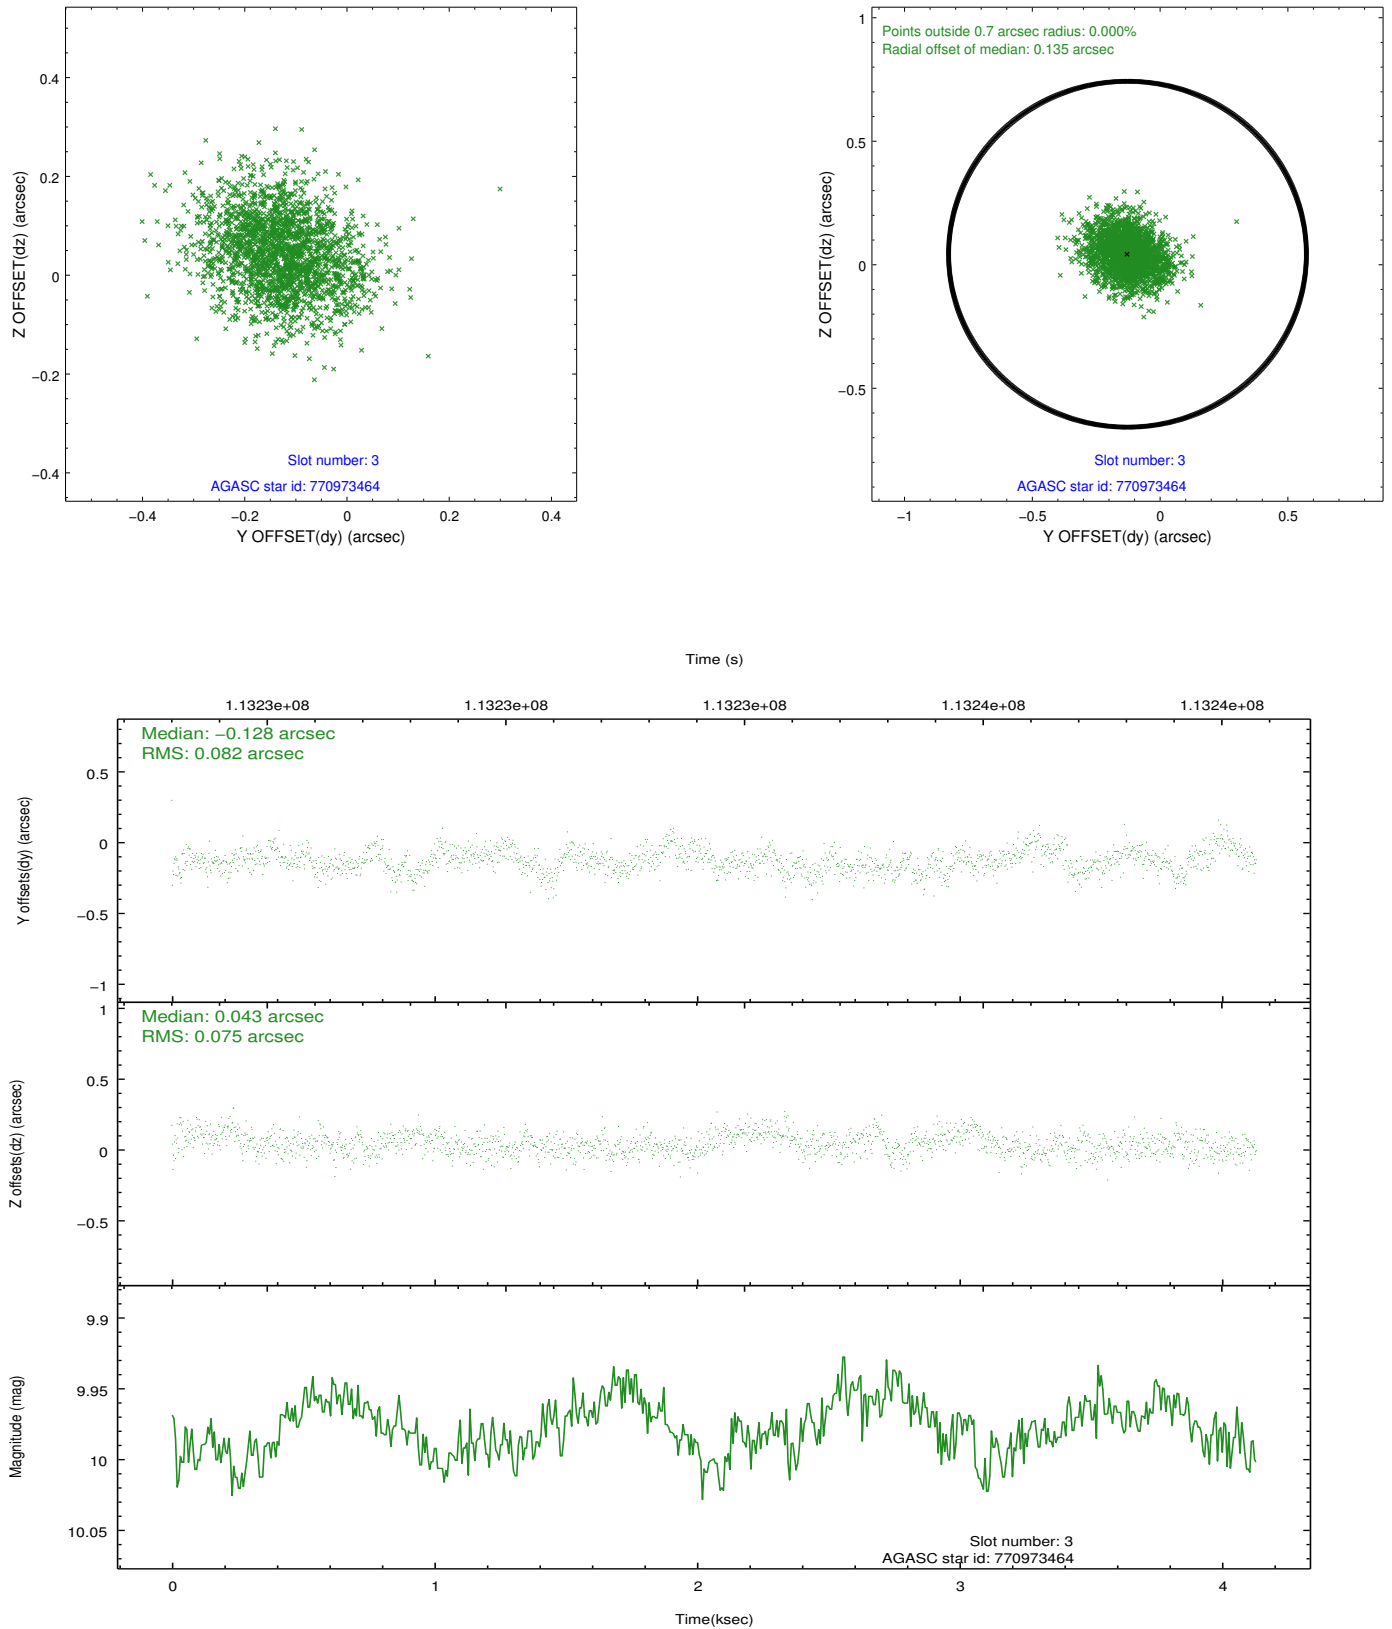 0.4
0.2
0
−0.2
−0.4
Z OFFSET(dz) (arcsec)
Slot number: 3
AGASC star id: 770973464
−0.4 −0.2 0 0.2 0.4
Y OFFSET(dy) (arcsec)
Points outside 0.7 arcsec radius: 0.000%
Radial offset of median: 0.135 arcsec
1
0.5
0
−0.5
Z OFFSET(dz) (arcsec)
Slot number: 3
AGASC star id: 770973464
−1 −0.5 0 0.5
Y OFFSET(dy) (arcsec)
Time (s)
1.1323e+08 1.1323e+08 1.1323e+08 1.1324e+08 1.1324e+08
Median: −0.128 arcsec
RMS: 0.082 arcsec
0.5
0
−0.5
−1
Y offsets(dy) (arcsec)
Median: 0.043 arcsec
RMS: 0.075 arcsec
1
0.5
0
−0.5
Z offsets(dz) (arcsec)
9.9
9.95
10
10.05
Magnitude (mag)
Slot number: 3
AGASC star id: 770973464
0 1 2 3 4
Time(ksec)